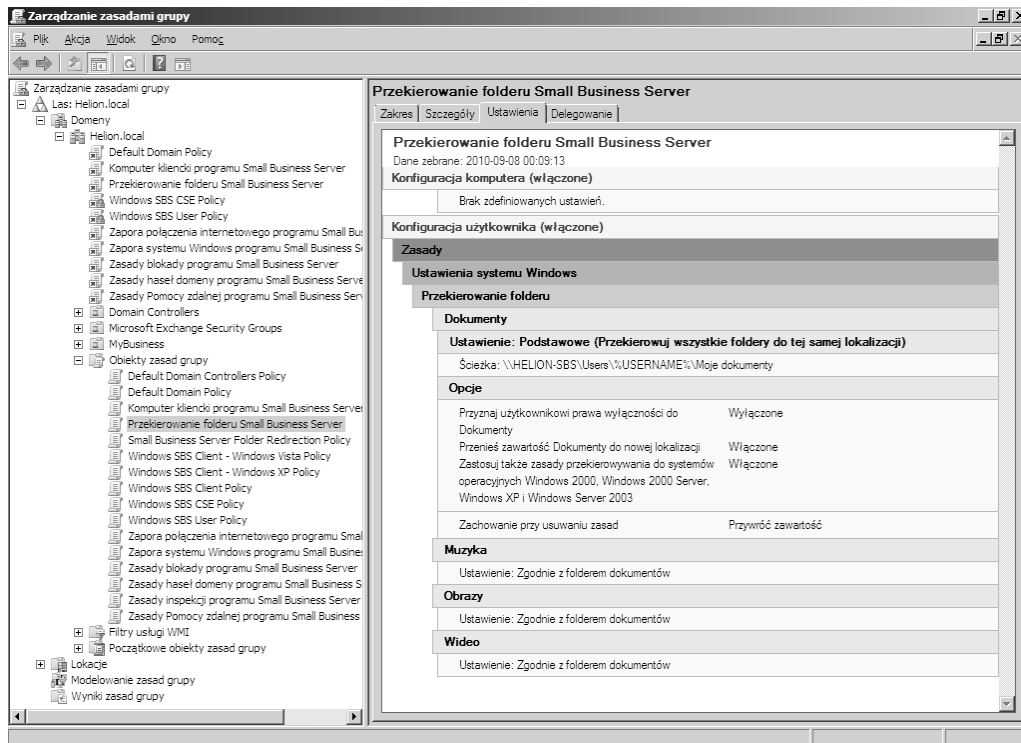 Zarządzanie zasadami grupy
Plik Akcja Widok Okno Pomoc
Zarządzanie zasadami grupy
Las: Helion.local
Domeny
Helion.local
Default Domain Policy
Komputer kliencki programu Small Business Server
Przekierowanie folderu Small Business Server
Windows SBS CSE Policy
Windows SBS User Policy
Zapora połączenia internetowego programu Small Bu
Zapora systemu Windows programu Small Business S
Zasady blokady programu Small Business Server
Zasady haseł domeny programu Small Business Serve
Zasady Pomocy zdalnej programu Small Business Serv
Domain Controllers
Microsoft Exchange Security Groups
MyBusiness
Obiekty zasad grupy
Default Domain Controllers Policy
Default Domain Policy
Komputer kliencki programu Small Business Server
Przekierowanie folderu Small Business Server
Small Business Server Folder Redirection Policy
Windows SBS Client - Windows Vista Policy
Windows SBS Client - Windows XP Policy
Windows SBS Client Policy
Windows SBS CSE Policy
Windows SBS User Policy
Zapora połączenia internetowego programu Smal
Zapora systemu Windows programu Small Busine
Zasady blokady programu Small Business Server
Zasady haseł domeny programu Small Business S
Zasady inspekcji programu Small Business Server
Zasady Pomocy zdalnej programu Small Business
Filtry usługi WMI
Początkowe obiekty zasad grupy
Lokacje
Modelowanie zasad grupy
Wyniki zasad grupy
Przekierowanie folderu Small Business Server
Zakres Szczegóły Ustawienia Delegowanie
Przekierowanie folderu Small Business Server
Dane zebrane: 2010-09-08 00:09:13
Konfiguracja komputera (włączone)
Brak zdefiniowanych ustawień.
Konfiguracja użytkownika (włączone)
Zasady
Ustawienia systemu Windows
Przekierowanie folderu
Dokumenty
Ustawienie: Podstawowe (Przekierowuj wszystkie foldery do tej samej lokalizacji)
Ścieżka: \\HELION-SBS\Users\%USERNAME%\Moje dokumenty
Opcje
Przyznaj użytkownikowi prawa wyłączności do Wyłączone
Dokumenty
Przenieś zawartość Dokumenty do nowej lokalizacji Włączone
Zastosuj także zasady przekierowywania do systemów Włączone
operacyjnych Windows 2000, Windows 2000 Server,
Windows XP i Windows Server 2003
Zachowanie przy usuwaniu zasad Przywróć zawartość
Muzyka
Ustawienie: Zgodnie z folderem dokumentów
Obrazy
Ustawienie: Zgodnie z folderem dokumentów
Wideo
Ustawienie: Zgodnie z folderem dokumentów